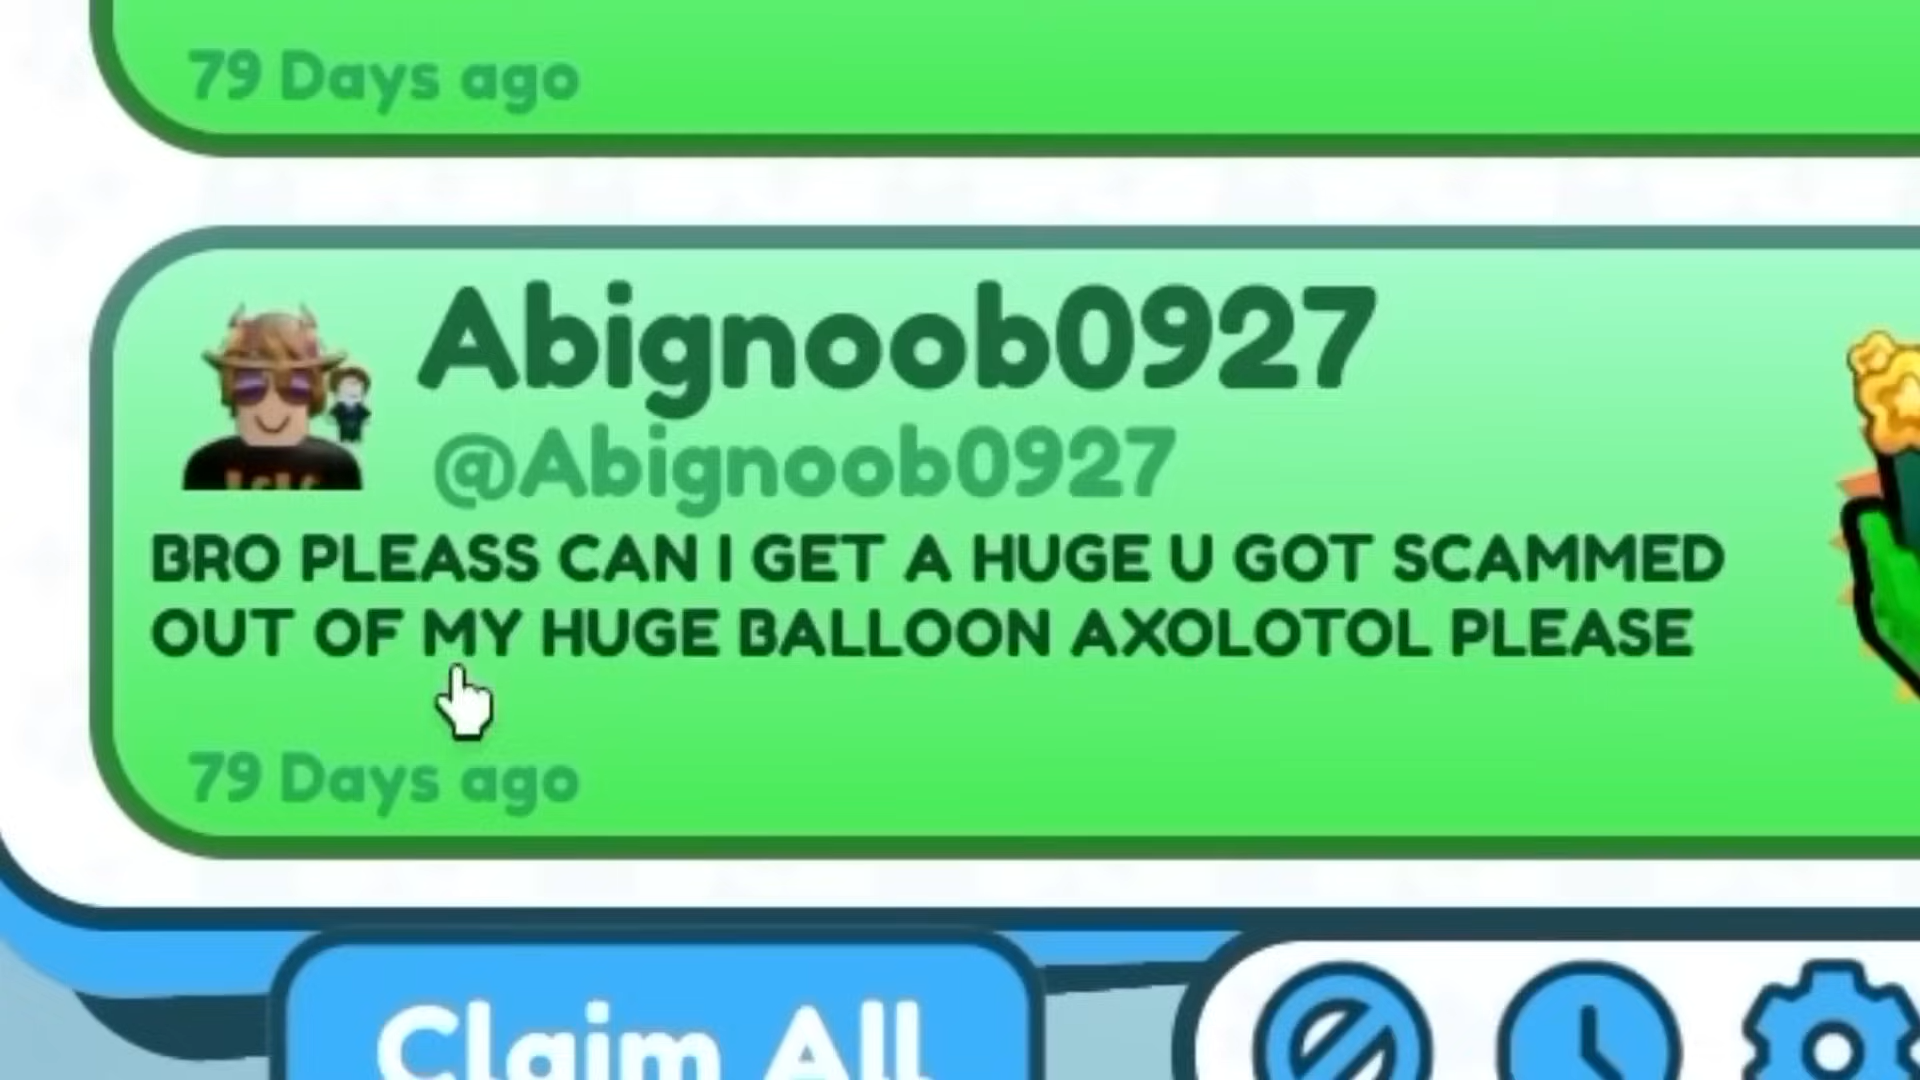 79 Days ago
Abignoob0927
@Abignoob0927
BRO PLEASS CAN I GET A HUGE U GOT SCAMMED
OUT OF MY HUGE BALLOON AXOLOTOL PLEASE
79 Days ago
Claim All